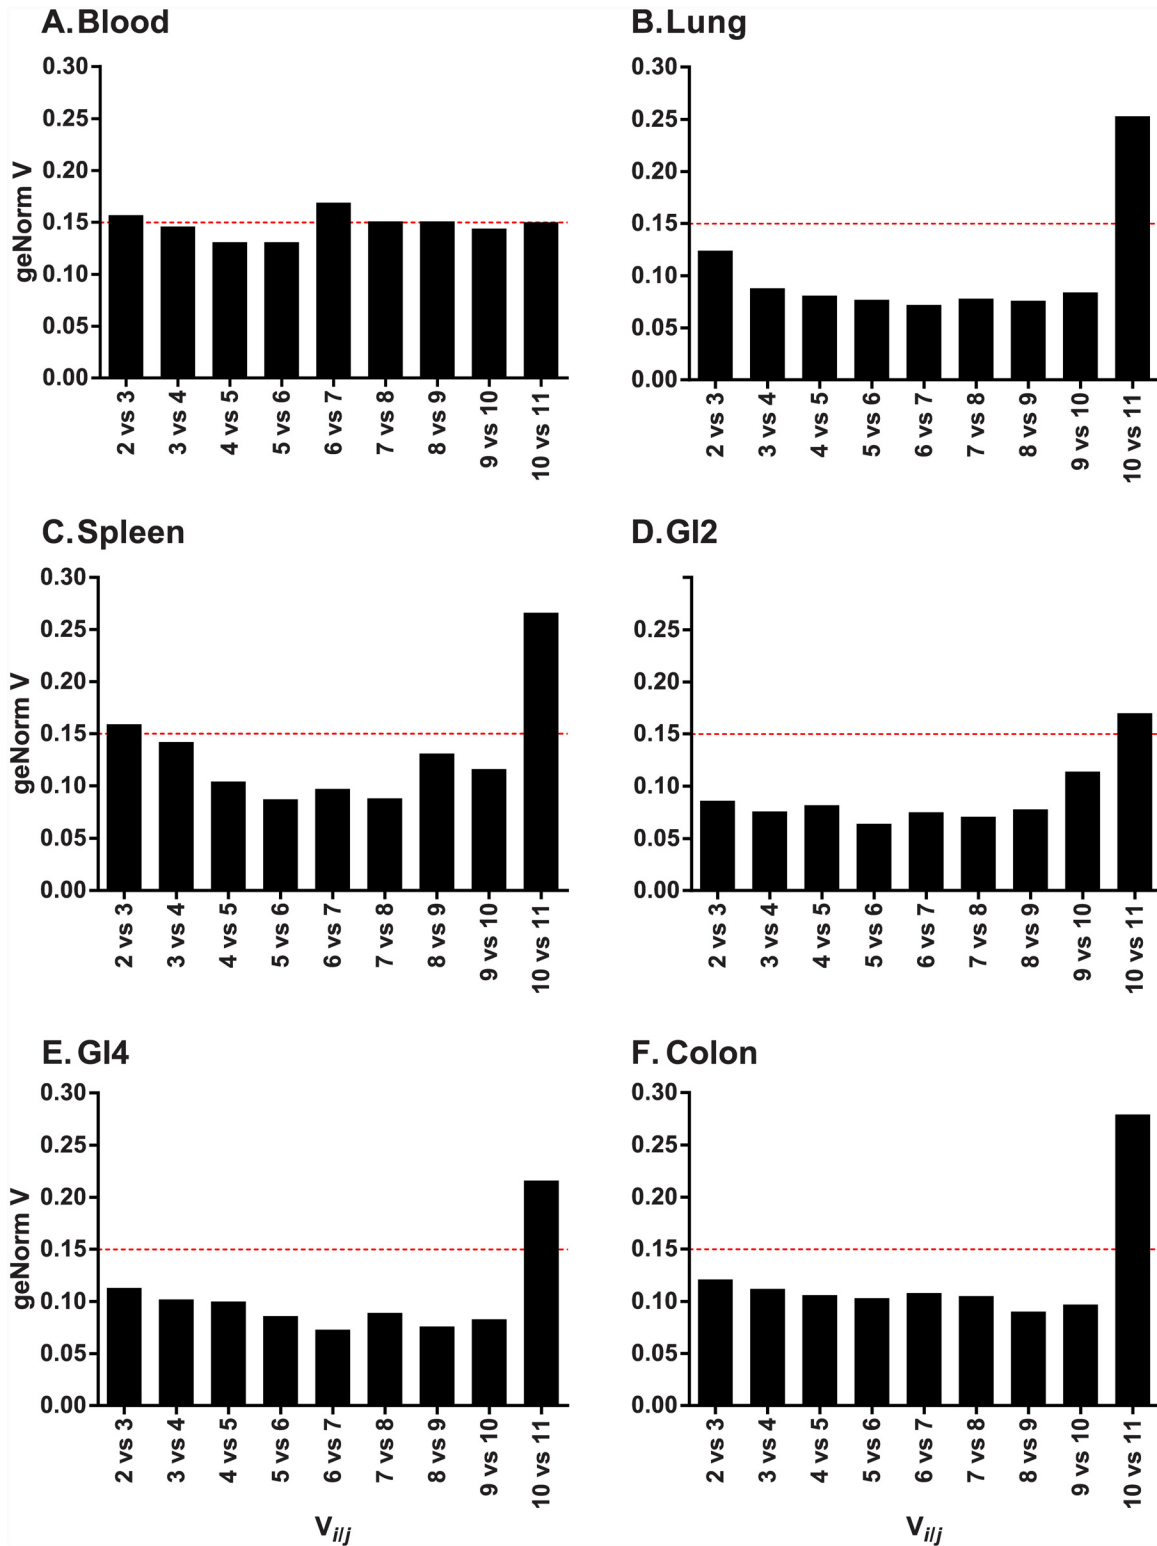 A. Blood
geNorm V
0.30
0.25
0.20
0.15
0.10
0.05
0.00
2 vs 3
3 vs 4
4 vs 5
5 vs 6
6 vs 7
7 vs 8
8 vs 9
9 vs 10
10 vs 11
B. Lung
0.30
0.25
0.20
0.15
0.10
0.05
0.00
2 vs 3
3 vs 4
4 vs 5
5 vs 6
6 vs 7
7 vs 8
8 vs 9
9 vs 10
10 vs 11
C. Spleen
geNorm V
0.30
0.25
0.20
0.15
0.10
0.05
0.00
2 vs 3
3 vs 4
4 vs 5
5 vs 6
6 vs 7
7 vs 8
8 vs 9
9 vs 10
10 vs 11
D. GI2
0.25
0.20
0.15
0.10
0.05
0.00
2 vs 3
3 vs 4
4 vs 5
5 vs 6
6 vs 7
7 vs 8
8 vs 9
9 vs 10
10 vs 11
E. GI4
geNorm V
0.30
0.25
0.20
0.15
0.10
0.05
0.00
2 vs 3
3 vs 4
4 vs 5
5 vs 6
6 vs 7
7 vs 8
8 vs 9
9 vs 10
10 vs 11
V i/j
F. Colon
0.30
0.25
0.20
0.15
0.10
0.05
0.00
2 vs 3
3 vs 4
4 vs 5
5 vs 6
6 vs 7
7 vs 8
8 vs 9
9 vs 10
10 vs 11
V i/j